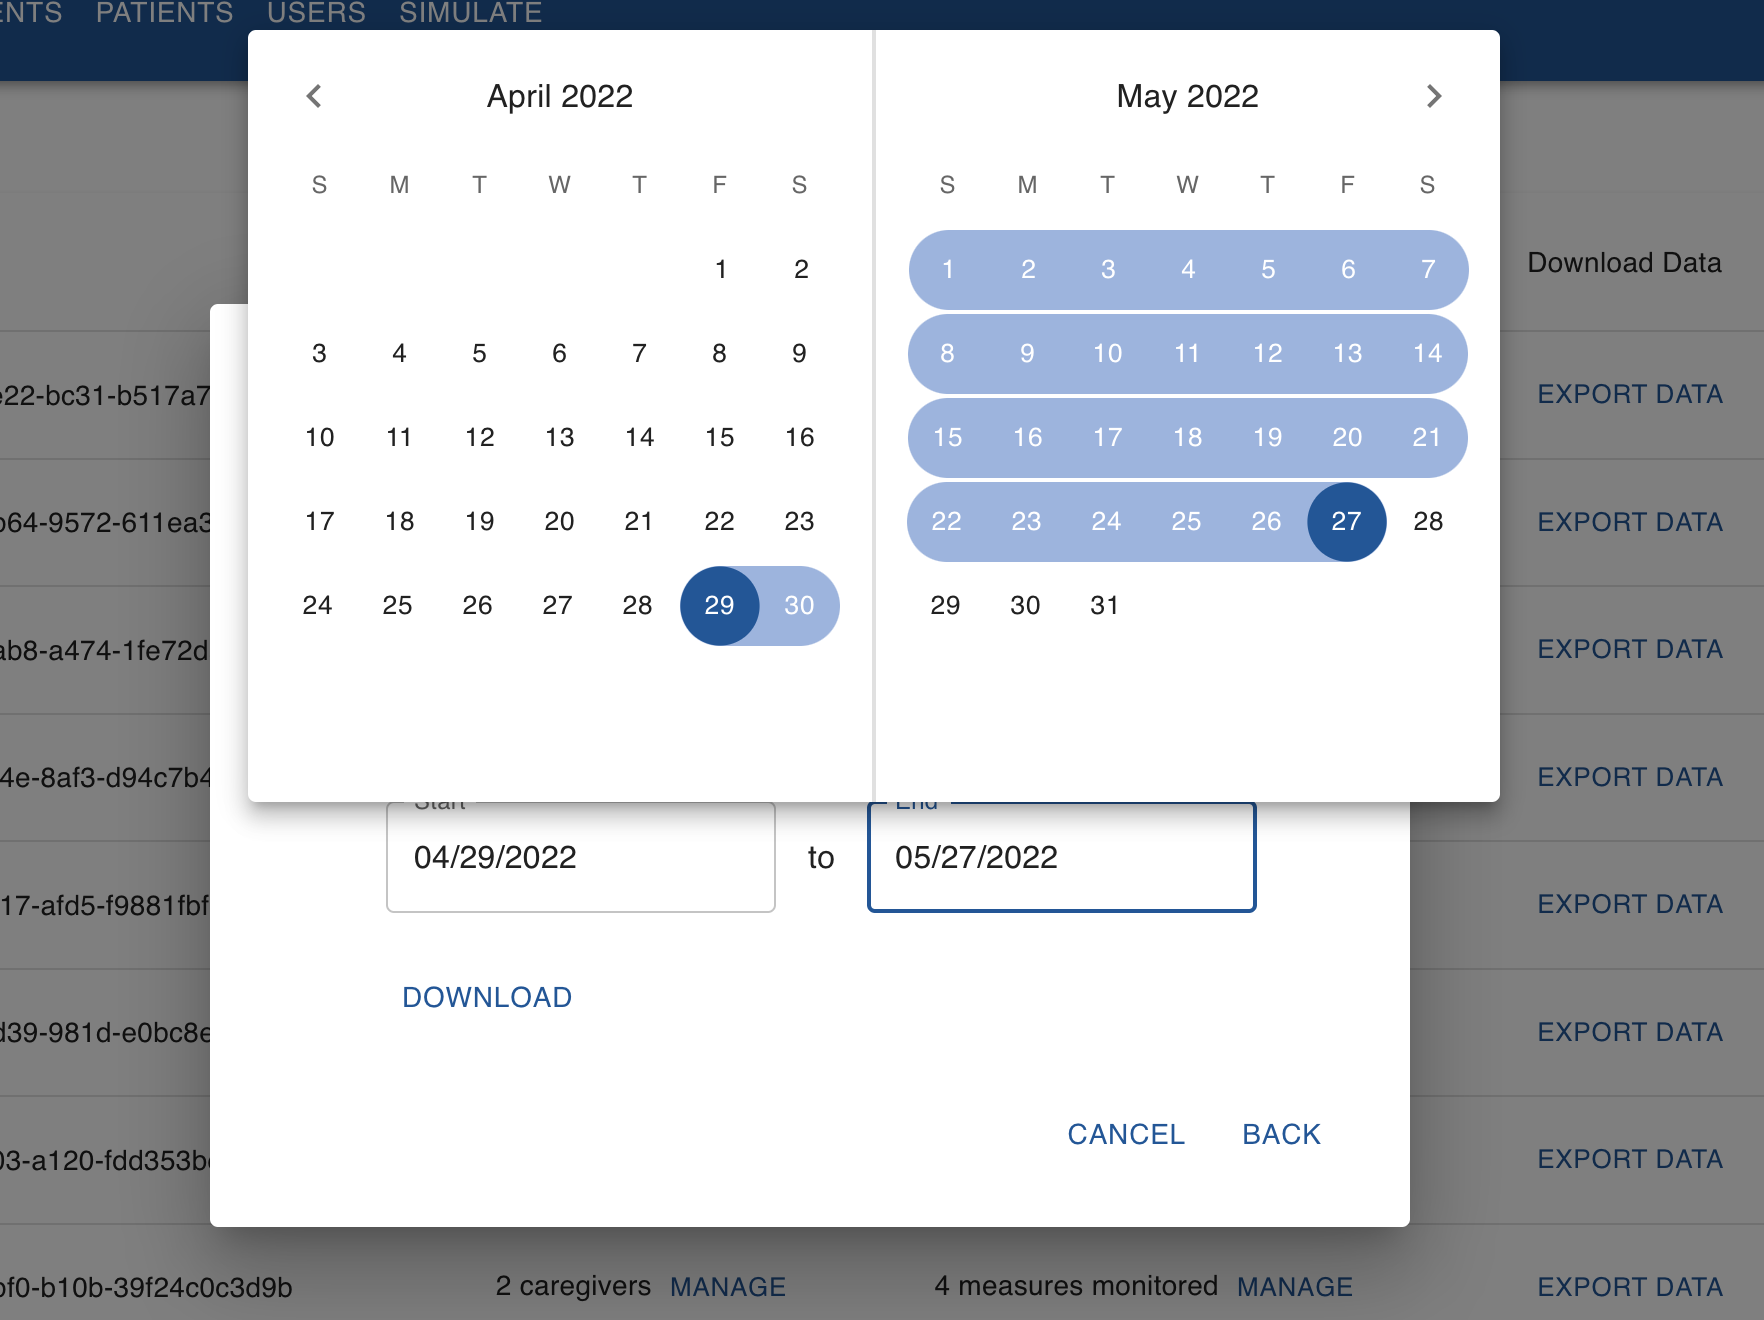 ENTS PATIENTS USERS SIMULATE
April 2022
S M T W T F S
1 2
3 4 5 6 7 8 9
10 11 12 13 14 15 16
17 18 19 20 21 22 23
24 25 26 27 28 29 30
May 2022
S M T W T F S
1 2 3 4 5 6 7
8 9 10 11 12 13 14
15 16 17 18 19 20 21
22 23 24 25 26 27 28
29 30 31
Download Data
e22-bc31-b517a7 EXPORT DATA
b64-9572-611ea3 EXPORT DATA
ab8-a474-1fe72d EXPORT DATA
4e-8af3-d94c7b4 EXPORT DATA
Start End
04/29/2022 to 05/27/2022
17-afd5-f9881fbf EXPORT DATA
DOWNLOAD
d39-981d-e0bc8e EXPORT DATA
CANCEL BACK
03-a120-fdd353b EXPORT DATA
bf0-b10b-39f24c0c3d9b 2 caregivers MANAGE 4 measures monitored MANAGE EXPORT DATA